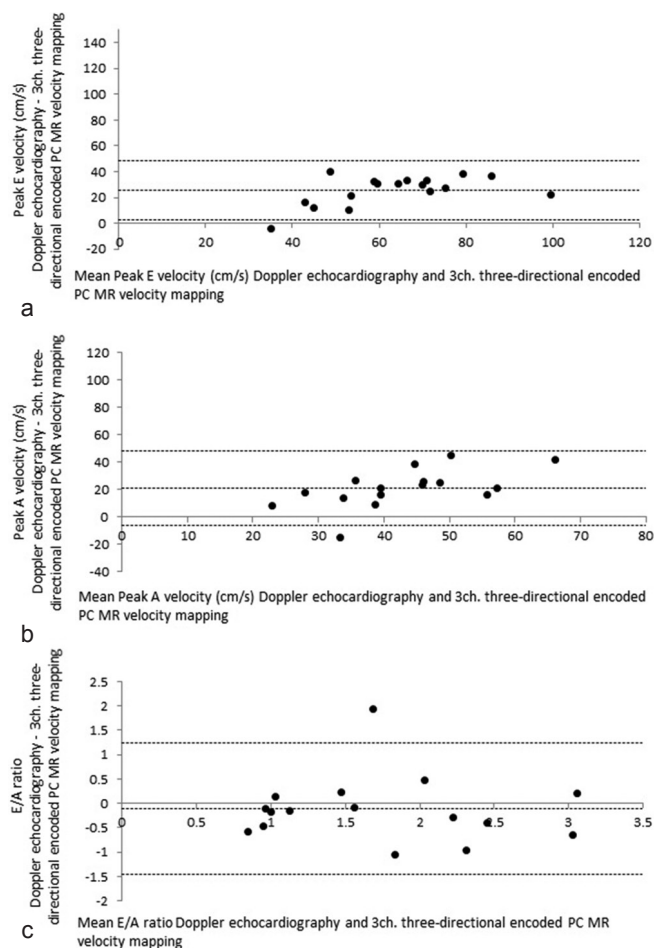 Peak E velocity (cm/s)
Doppler echocardiography - 3ch. three-
directional encoded PC MR velocity mapping
140
120
100
80
60
40
20
0
-20
0 20 40 60 80 100 120
Mean Peak E velocity (cm/s) Doppler echocardiography and 3ch. three-directional encoded
PC MR velocity mapping
a
Peak A velocity (cm/s)
Doppler echocardiography - 3ch. three-
directional encoded PC MR velocity mapping
120
100
80
60
40
20
0
-20
-40
0 10 20 30 40 50 60 70 80
Mean Peak A velocity (cm/s) Doppler echocardiography and 3ch. three-directional encoded
PC MR velocity mapping
b
E/A ratio
Doppler echocardiography - 3ch. three-
directional encoded PC MR velocity mapping
2.5
2
1.5
1
0.5
0
-0.5
-1
-1.5
-2
0 0.5 1 1.5 2 2.5 3 3.5
Mean E/A ratio Doppler echocardiography and 3ch. three-directional encoded PC MR
velocity mapping
c